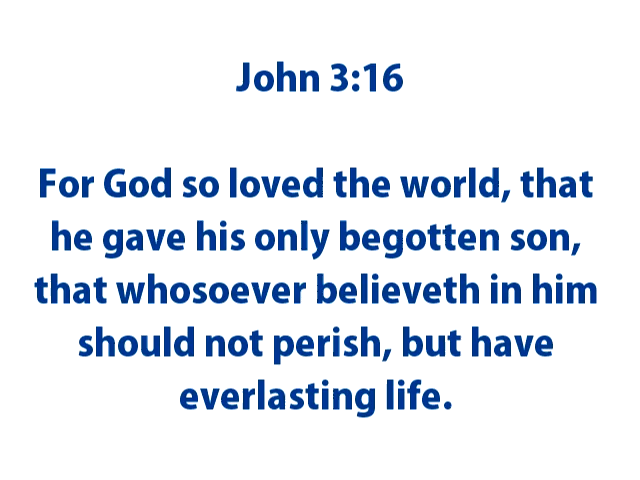 John 3:16
For God so loved the world, that
he gave his only begotten son,
that whosoever believeth in him
should not perish, but have
everlasting life.